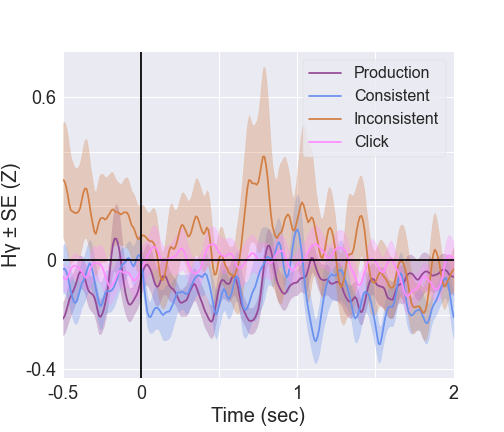 Production
Consistent
Inconsistent
Click
Hγ ± SE (Z)
0.6
0
-0.4
-0.5
0
1
2
Time (sec)